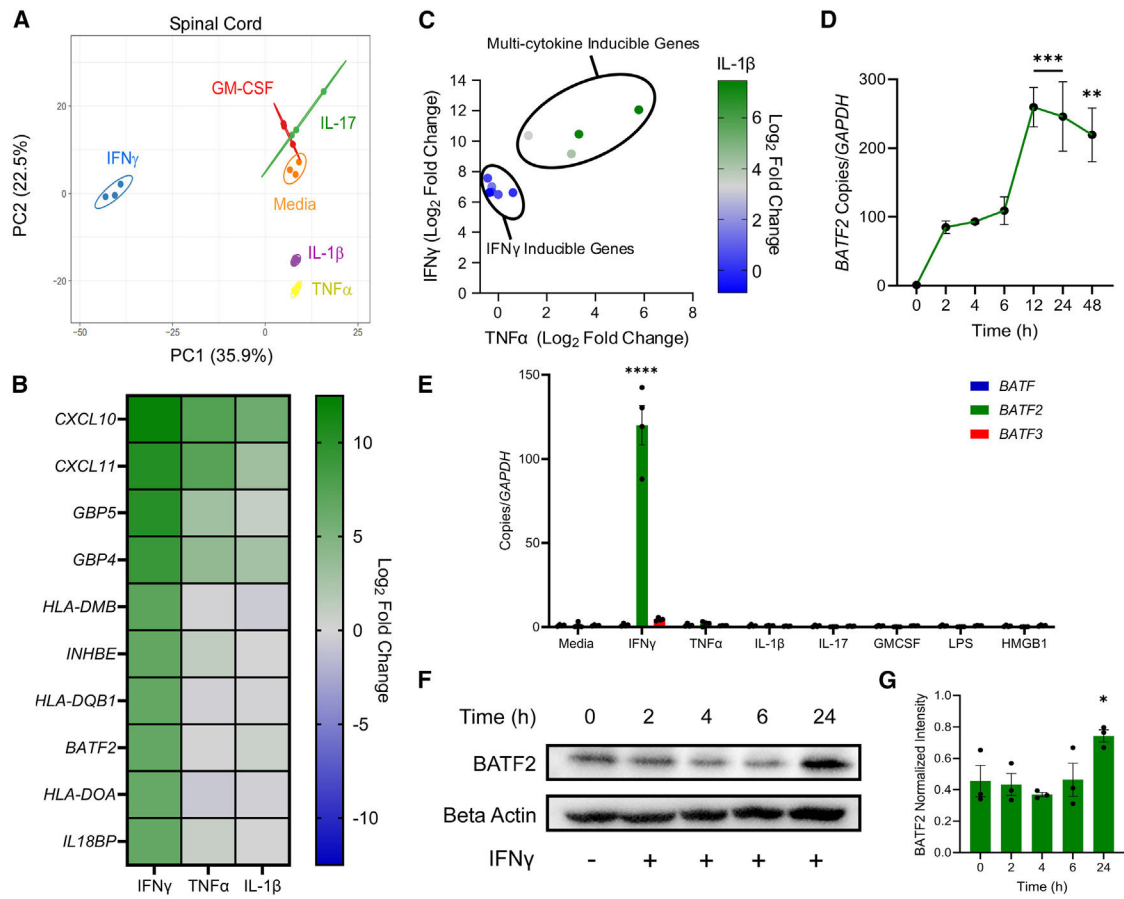 A
Spinal Cord
GM-CSF
IL-17
IFNγ
Media
IL-1β
TNFα
20
0
−20
−50
−25
0
25
PC2 (22.5%)
PC1 (35.9%)
B
CXCL10
CXCL11
GBP5
GBP4
HLA-DMB
INHBE
HLA-DQB1
BATF2
HLA-DOA
IL18BP
IFNγ TNFα IL-1β
10
5
0
-5
-10
Log2 Fold Change
C
Multi-cytokine Inducible Genes
IFNγ Inducible Genes
14
12
10
8
6
4
2
0
0 2 4 6 8
IFNγ (Log2 Fold Change)
TNFα (Log2 Fold Change)
IL-1β
6
4
2
0
Log2 Fold Change
D
*** 
**
300
200
100
0
0 2 4 6 12 24 48
BATF2 Copies/GAPDH
Time (h)
E
****
150
100
50
0
Copies/GAPDH
Media IFNγ TNFα IL-1β IL-17 GMCSF LPS HMGB1
BATF
BATF2
BATF3
F
Time (h) 0 2 4 6 24
BATF2
Beta Actin
IFNγ - + + + +
G
*
1.0
0.8
0.6
0.4
0.2
0.0
0 2 4 6 24
BATF2 Normalized Intensity
Time (h)